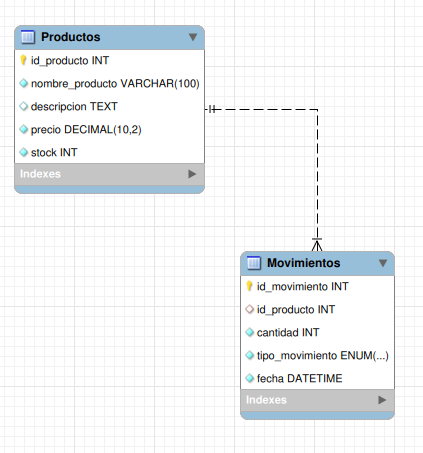 Productos
id_producto INT
nombre_producto VARCHAR(100)
descripcion TEXT
precio DECIMAL(10,2)
stock INT
Indexes
Movimientos
id_movimiento INT
id_producto INT
cantidad INT
tipo_movimiento ENUM(...)
fecha DATETIME
Indexes